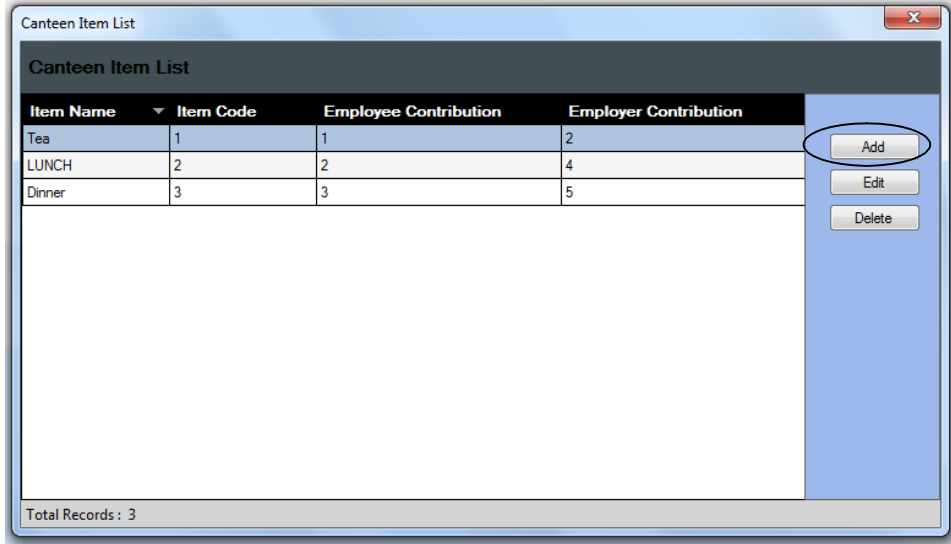 Canteen Item List
Canteen Item List
Item Name Item Code Employee Contribution Employer Contribution
Tea 1 1 2
LUNCH 2 2 4
Dinner 3 3 5
Add
Edit
Delete
Total Records : 3